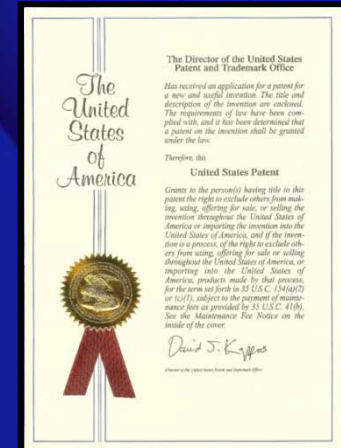 The
United
States
of
America
The Director of the United States
Patent and Trademark Office
Has received an application for a patent for
a new and useful invention. The title and
description of the invention are enclosed.
The requirements of law have been com-
plied with, and it has been determined that
a patent on the invention shall be granted
under the law.
Therefore, this
United States Patent
Grants to the person(s) having title to this
patent the right to exclude others from mak-
ing, using, offering for sale, or selling the
invention throughout the United States of
America or importing the invention into the
United States of America, and if the inven-
tion is a process, of the right to exclude oth-
ers from using, offering for sale or selling
throughout the United States of America, or
importing into the United States of
America, products made by that process,
for the term set forth in 35 U.S.C. 154(a)(2)
or (c)(1), subject to the payment of mainte-
nance fees as provided by 35 U.S.C. 41(b).
See the Maintenance Fee Notice on the
inside of the cover.
David J. Kappos
Director of the United States Patent and Trademark Office